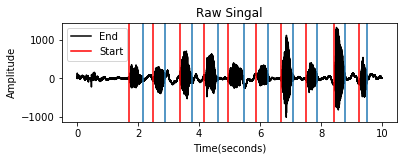 Raw Singal
End
Start
Amplitude
1000
0
-1000
0
2
4
6
8
10
Time(seconds)